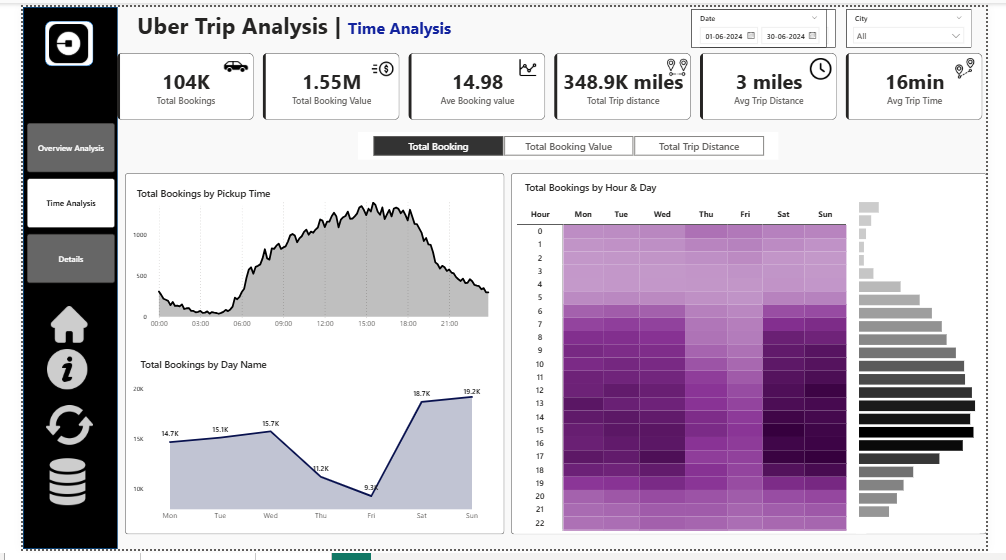 Uber Trip Analysis | Time Analysis
Date
01-06-2024
30-06-2024
City
All
104K
Total Bookings
1.55M
Total Booking Value
14.98
Ave Booking value
348.9K miles
Total Trip distance
3 miles
Avg Trip Distance
16min
Avg Trip Time
Overview Analysis
Time Analysis
Details
Total Booking
Total Booking Value
Total Trip Distance
Total Bookings by Pickup Time
1000
500
0
00:00 03:00 06:00 09:00 12:00 15:00 18:00 21:00
Total Bookings by Day Name
20K
15K
10K
14.7K 15.1K 15.7K 11.2K 9.3K 18.7K 19.2K
Mon Tue Wed Thu Fri Sat Sun
Total Bookings by Hour & Day
Hour Mon Tue Wed Thu Fri Sat Sun
0
1
2
3
4
5
6
7
8
9
10
11
12
13
14
15
16
17
18
19
20
21
22